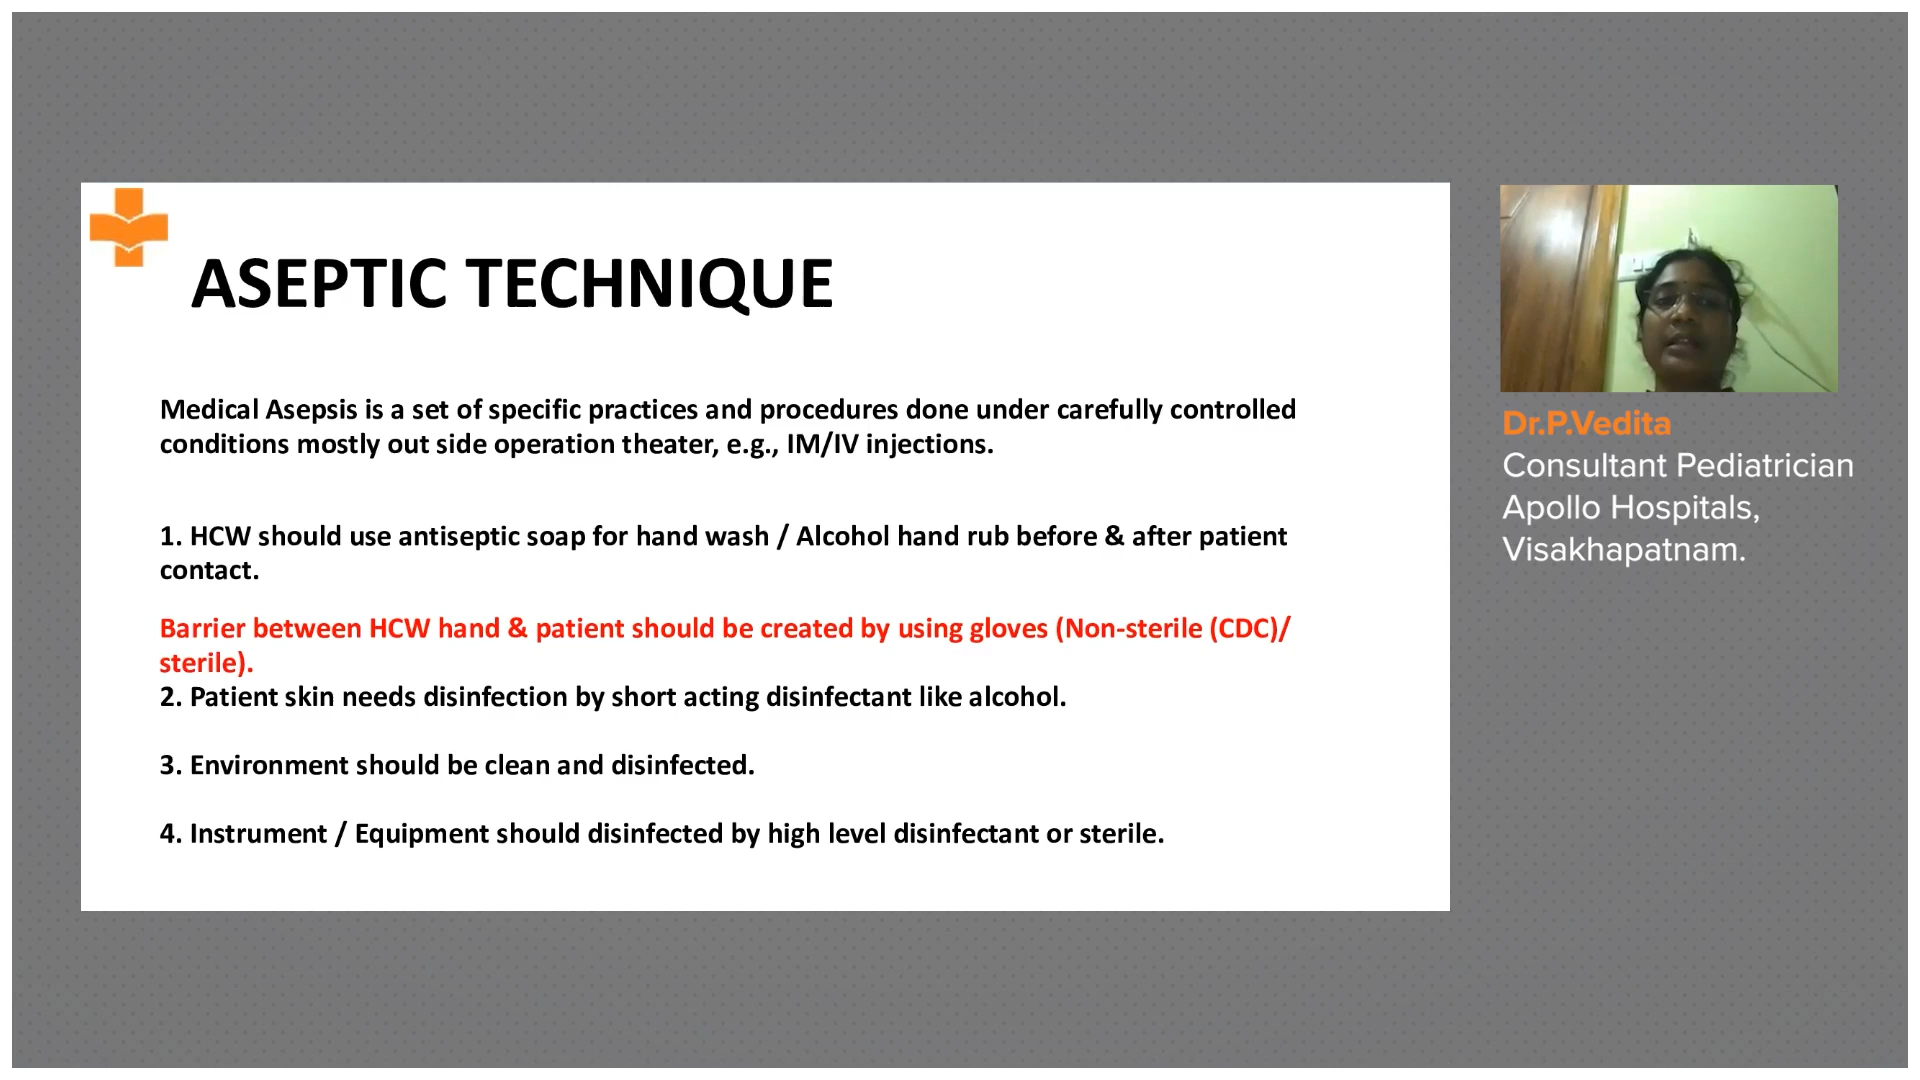 ASEPTIC TECHNIQUE
Medical Asepsis is a set of specific practices and procedures done under carefully controlled
conditions mostly out side operation theater, e.g., IM/IV injections.
1. HCW should use antiseptic soap for hand wash / Alcohol hand rub before & after patient
contact.
Barrier between HCW hand & patient should be created by using gloves (Non-sterile (CDC)/
sterile).
2. Patient skin needs disinfection by short acting disinfectant like alcohol.
3. Environment should be clean and disinfected.
4. Instrument / Equipment should disinfected by high level disinfectant or sterile.
Dr.P.Vedita
Consultant Pediatrician
Apollo Hospitals,
Visakhapatnam.